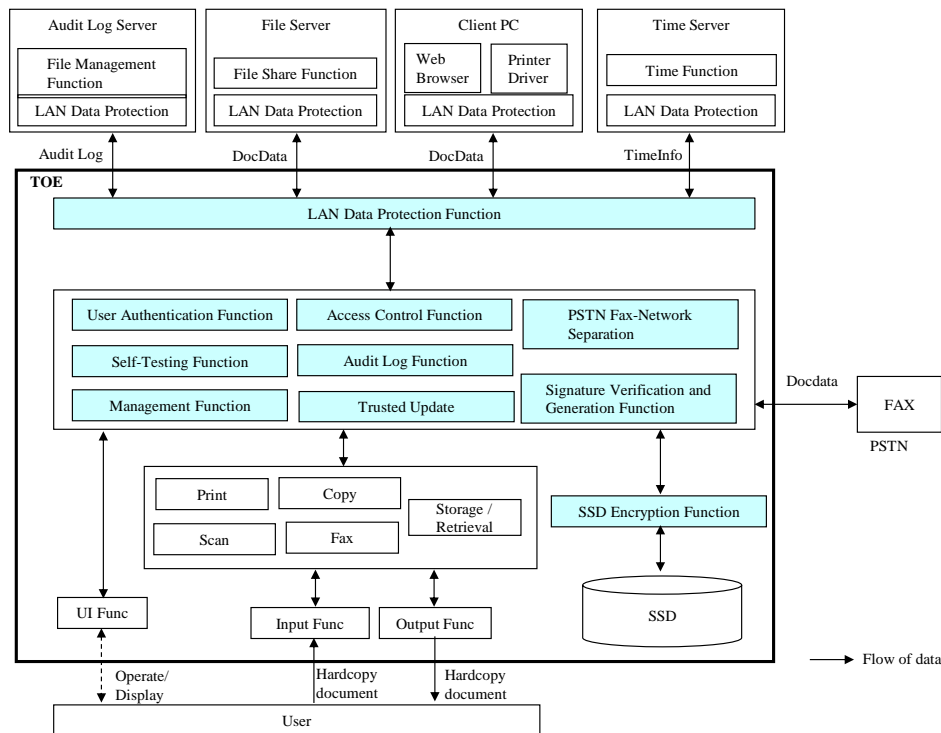 Audit Log Server
File Management
Function
LAN Data Protection
File Server
File Share Function
LAN Data Protection
Client PC
Web
Browser
Printer
Driver
LAN Data Protection
Time Server
Time Function
LAN Data Protection
Audit Log
DocData
DocData
TimeInfo
TOE
LAN Data Protection Function
User Authentication Function
Access Control Function
PSTN Fax-Network
Separation
Self-Testing Function
Audit Log Function
Management Function
Trusted Update
Signature Verification and
Generation Function
Docdata
FAX
PSTN
Print
Copy
Storage /
Retrieval
Scan
Fax
SSD Encryption Function
SSD
UI Func
Input Func
Output Func
Flow of data
Operate/
Display
Hardcopy
document
Hardcopy
document
User